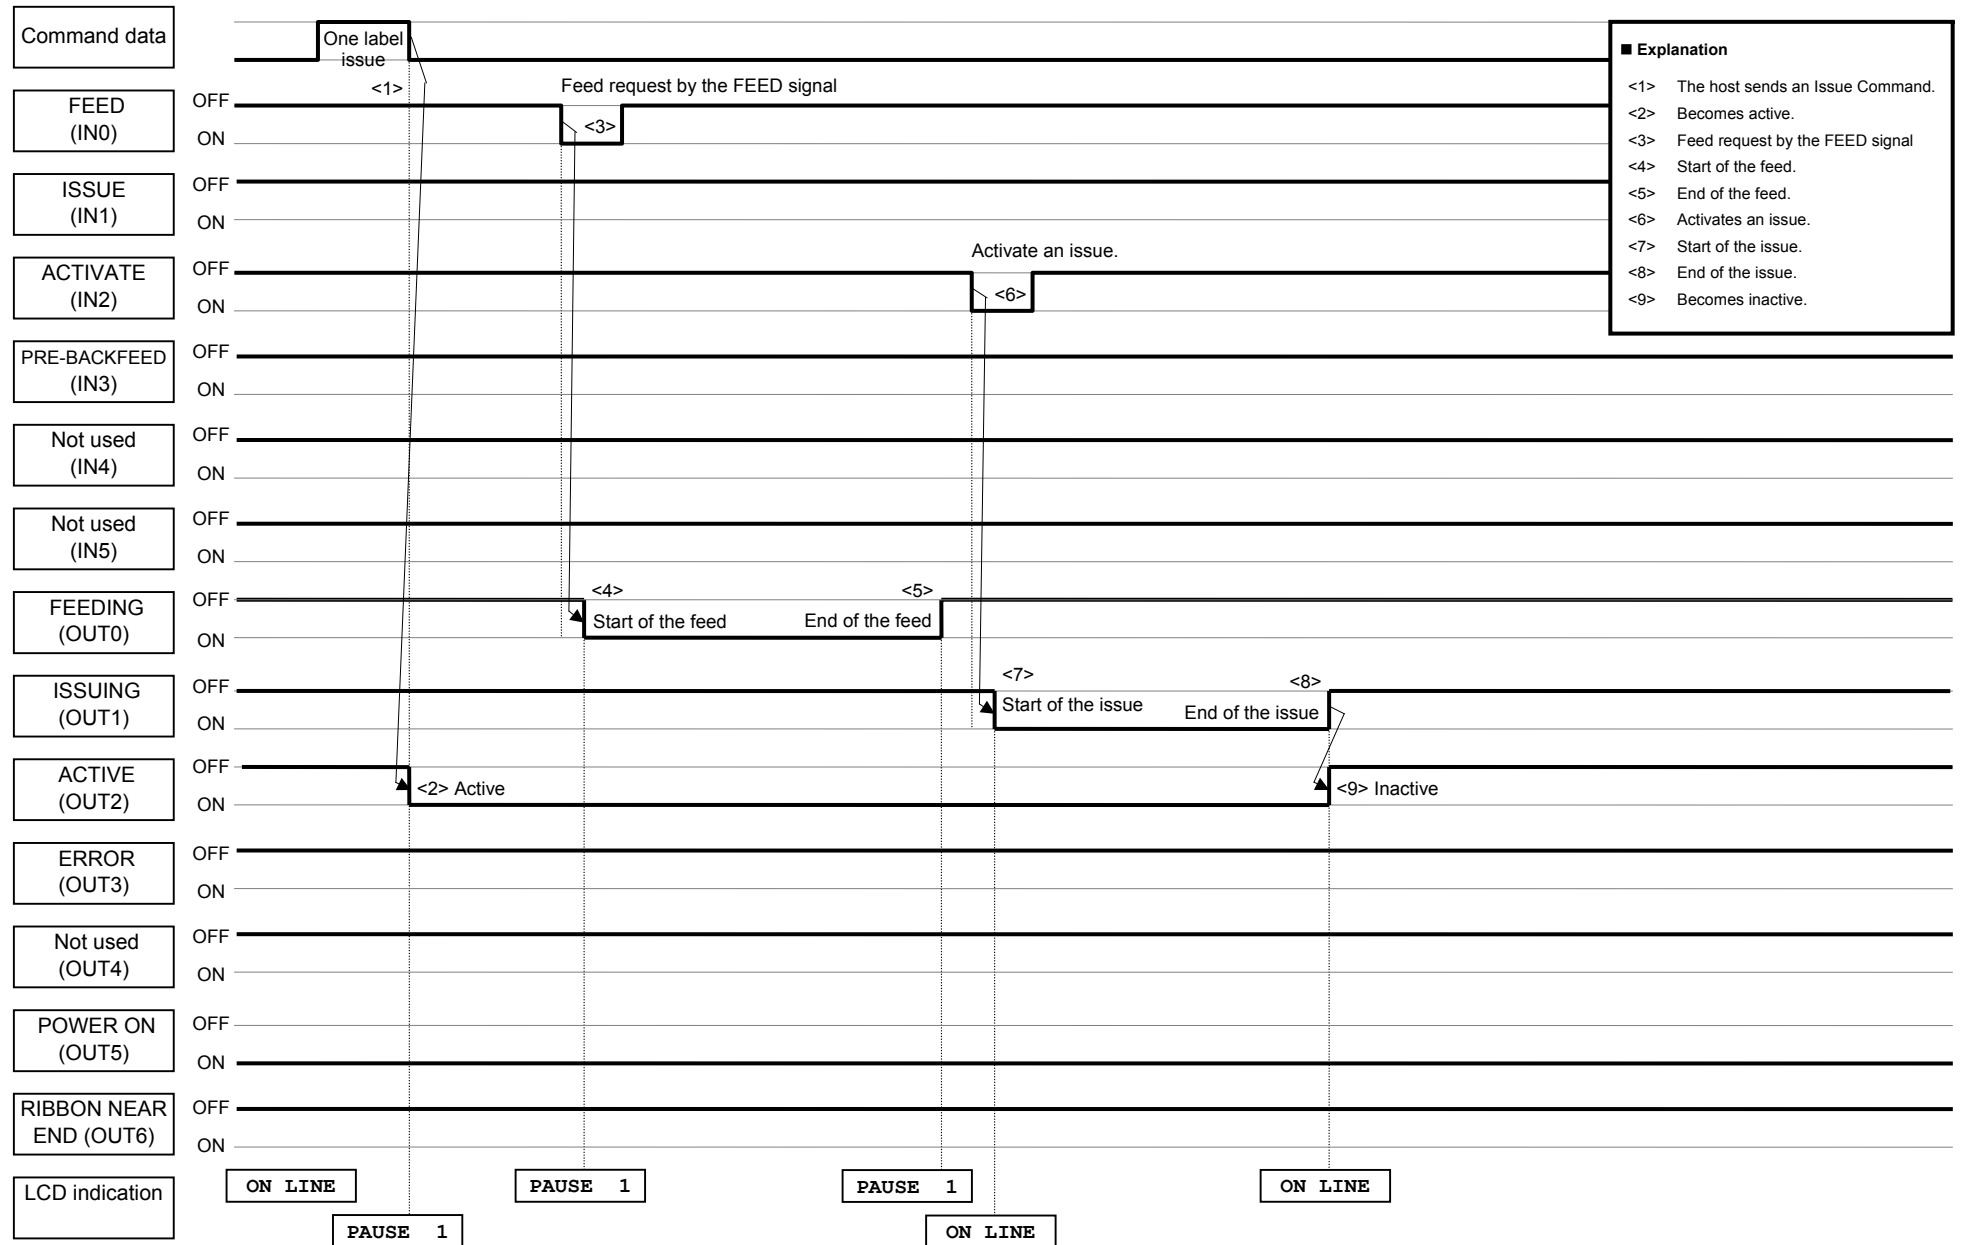 Command data
One label
issue
<1>
Feed request by the FEED signal
■ Explanation
<1> The host sends an Issue Command.
<2> Becomes active.
<3> Feed request by the FEED signal
<4> Start of the feed.
<5> End of the feed.
<6> Activates an issue.
<7> Start of the issue.
<8> End of the issue.
<9> Becomes inactive.
FEED
(IN0)
OFF
ON
<3>
ISSUE
(IN1)
OFF
ON
Activate an issue.
ACTIVATE
(IN2)
OFF
ON
<6>
PRE-BACKFEED
(IN3)
OFF
ON
Not used
(IN4)
OFF
ON
Not used
(IN5)
OFF
ON
FEEDING
(OUT0)
OFF
ON
<4>
<5>
Start of the feed
End of the feed
ISSUING
(OUT1)
OFF
ON
<7>
<8>
Start of the issue
End of the issue
ACTIVE
(OUT2)
OFF
ON
<2> Active
<9> Inactive
ERROR
(OUT3)
OFF
ON
Not used
(OUT4)
OFF
ON
POWER ON
(OUT5)
OFF
ON
RIBBON NEAR
END (OUT6)
OFF
ON
LCD indication
ON LINE
PAUSE 1
PAUSE 1
PAUSE 1
ON LINE
ON LINE